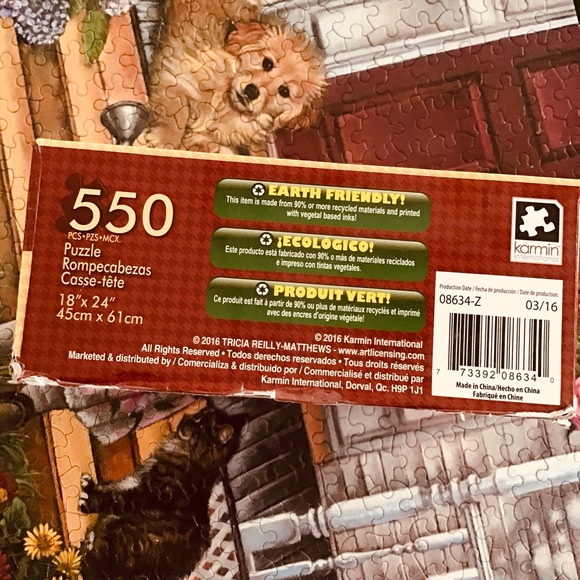 550
PCS•PZS•MCX.
Puzzle
Rompecabezas
Casse-tête
18"x 24"
45cm x 61cm
EARTH FRIENDLY!
This item is made from 90% or more recycled materials and printed
with vegetal based inks!
¡ECOLOGICO!
Este producto está fabricado con 90% o más de materiales reciclados
e impreso con tintas vegetales.
PRODUIT VERT!
Ce produit est fait à partir de 90% ou plus de matériaux recyclés et imprimé
avec des encres d'origine végétale!
© 2016 Karmin International
© 2016 TRICIA REILLY-MATTHEWS - www.artlicensing.com
All Rights Reserved • Todos derechos reservados • Tous droits réservés
Marketed & distributed by / Comercializa & distribuido por / Commercialisé et distribué par
Karmin International, Dorval, Qc. H9P 1J1
karmin
international
Production Date / Fecha de producción / Date de production
08634-Z 03/16
7 73392 08634 0
Made in China/Hecho en China
Fabriqué en Chine